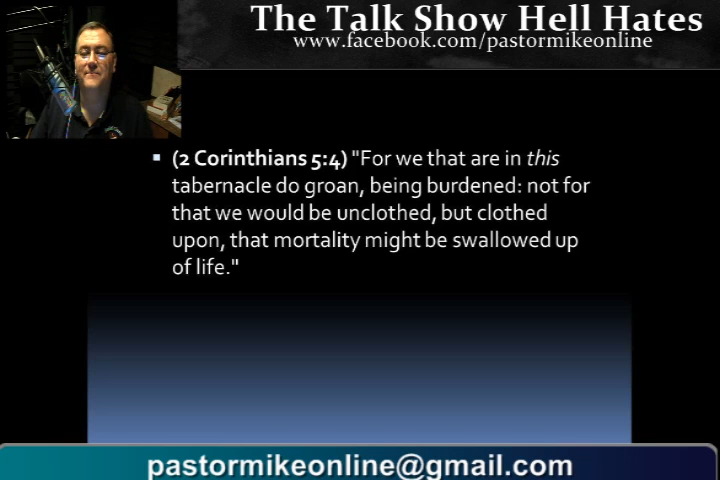 The Talk Show Hell Hates
www.facebook.com/pastormikeonline
(2 Corinthians 5:4) "For we that are in this
tabernacle do groan, being burdened: not for
that we would be unclothed, but clothed
upon, that mortality might be swallowed up
of life."
pastormikeonline@gmail.com